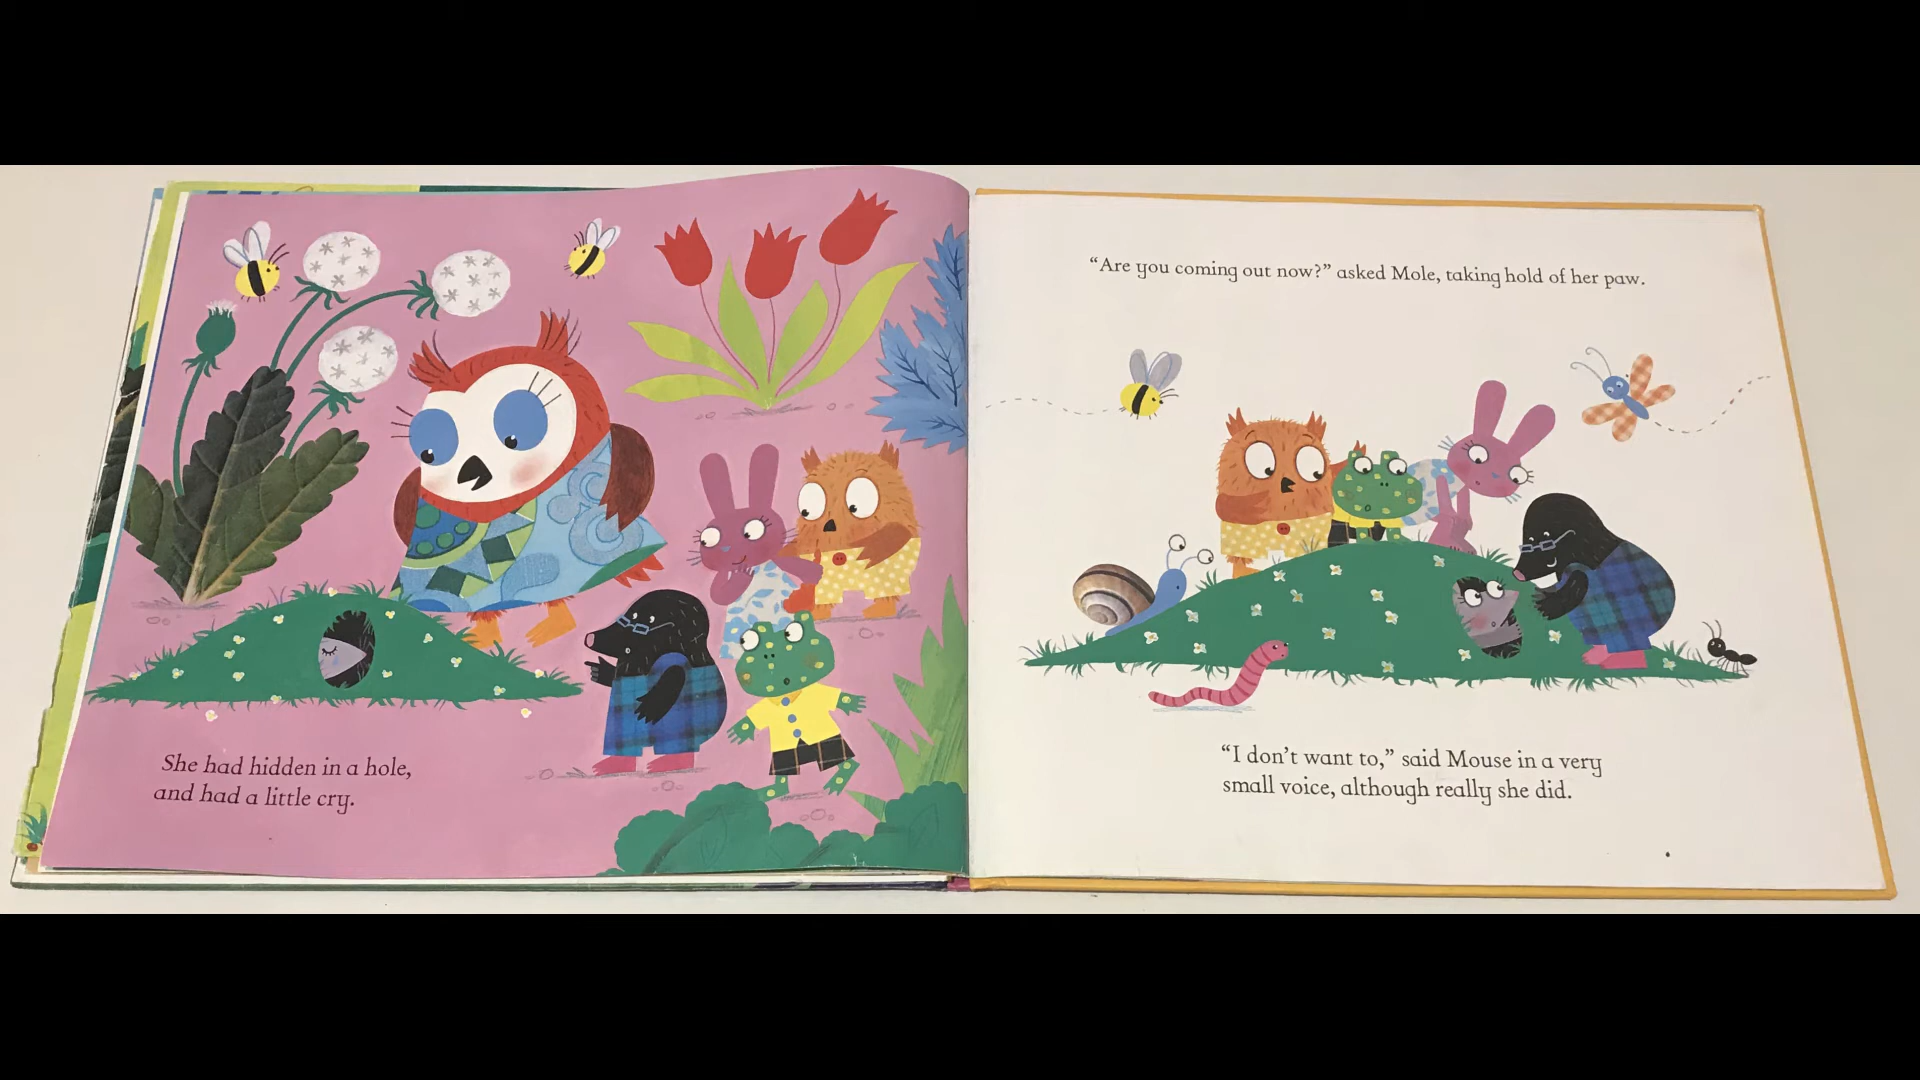 She had hidden in a hole,
and had a little cry.
“Are you coming out now?” asked Mole, taking hold of her paw.
“I don’t want to,” said Mouse in a very
small voice, although really she did.